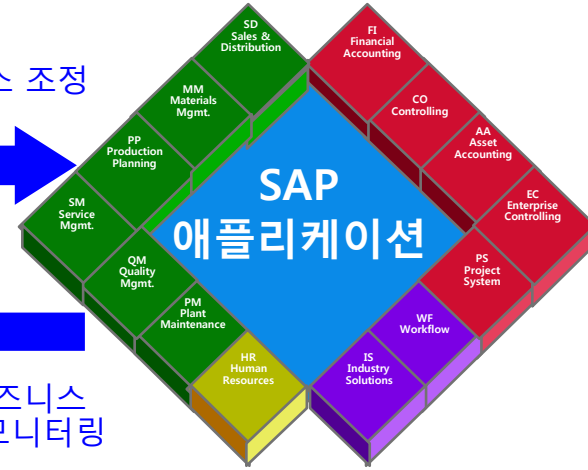 SD
Sales &
Distribution
FI
Financial
Accounting
조정
MM
Materials
Mgmt.
CO
Controlling
PP
Production
Planning
AA
Asset
Accounting
SM
Service
Mgmt.
SAP
애플리케이션
EC
Enterprise
Controlling
QM
Quality
Mgmt.
PS
Project
System
PM
Plant
Maintenance
WF
Workflow
HR
Human
Resources
IS
Industry
Solutions
즈니스
니터링